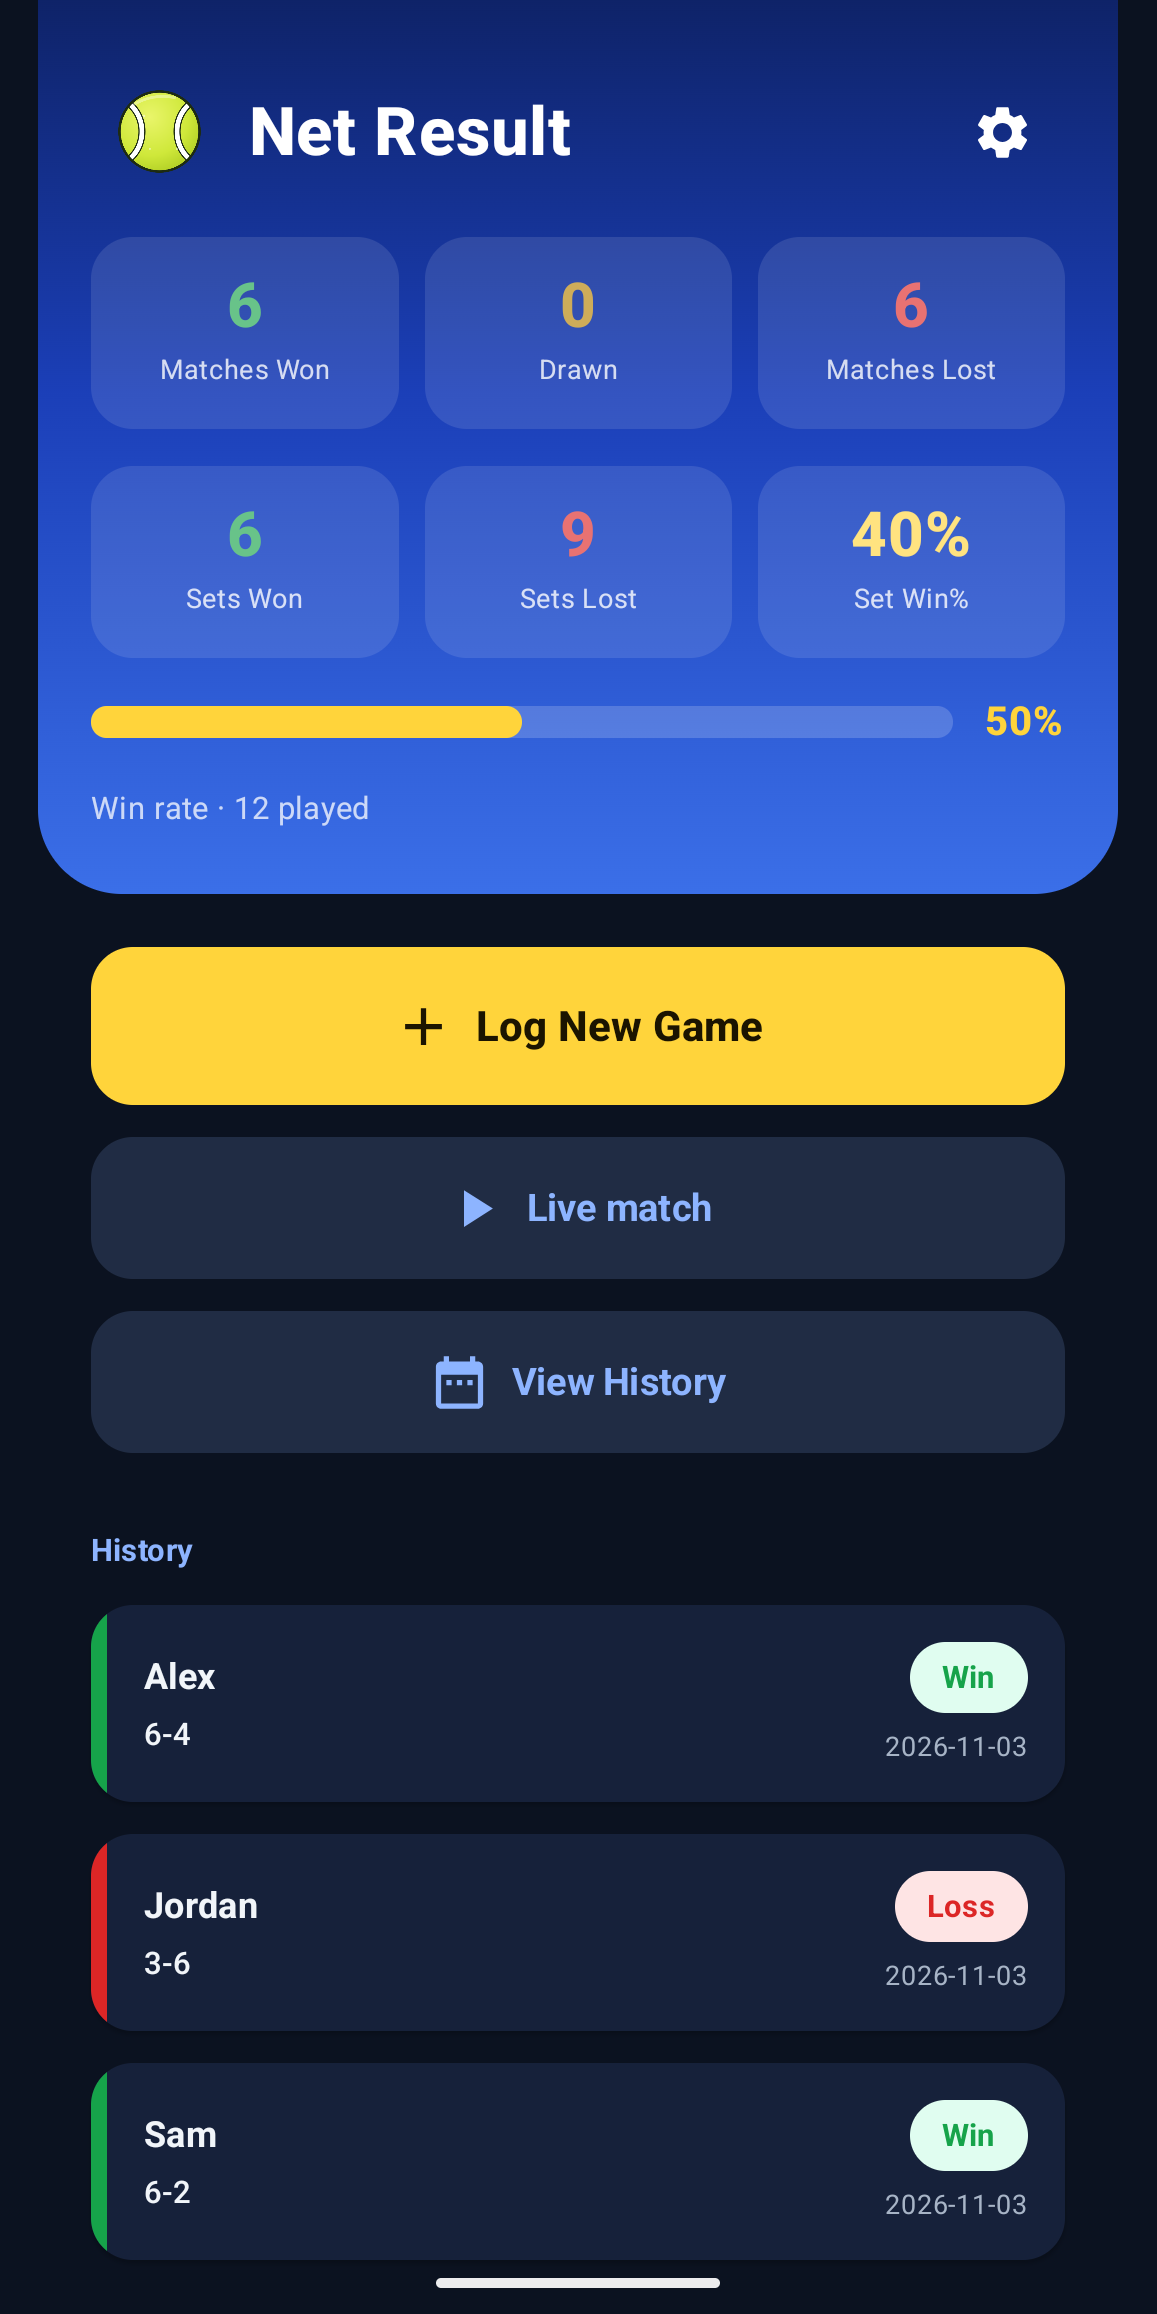 Net Result
6
Matches Won
0
Drawn
6
Matches Lost
6
Sets Won
9
Sets Lost
40%
Set Win%
50%
Win rate · 12 played
Log New Game
Live match
View History
History
Alex
Win
6-4
2026-11-03
Jordan
Loss
3-6
2026-11-03
Sam
Win
6-2
2026-11-03